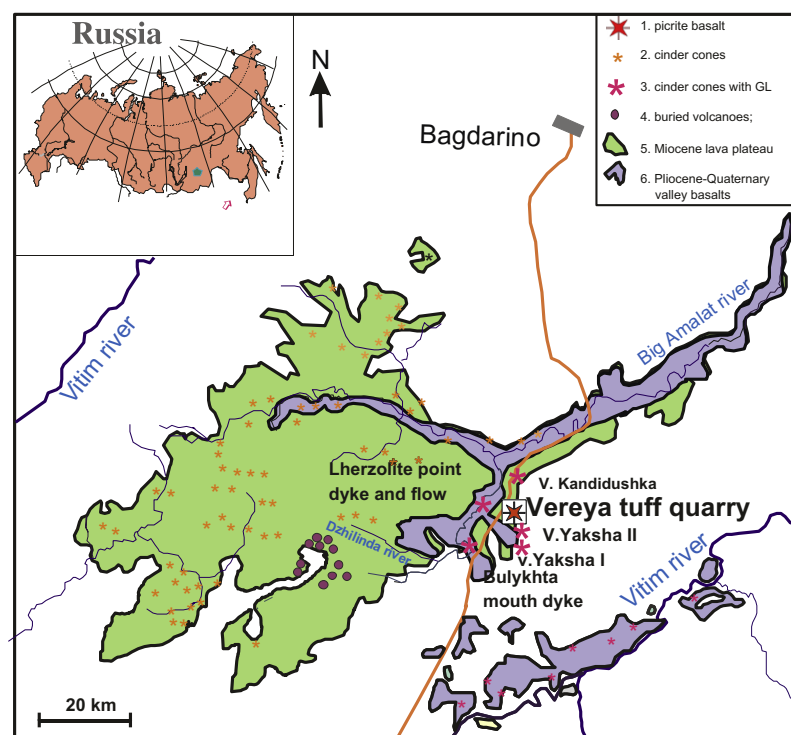 Russia
N
1. picrite basalt
2. cinder cones
3. cinder cones with GL
4. buried volcanoes;
5. Miocene lava plateau
6. Pliocene-Quaternary
valley basalts
Bagdarino
Vitim river
Big Amalat river
Lherzolite point
dyke and flow
V. Kandidushka
Vereya tuff quarry
V.Yaksha II
v.Yaksha I
Dzhilinda river
Bulykhta
mouth dyke
Vitim river
20 km